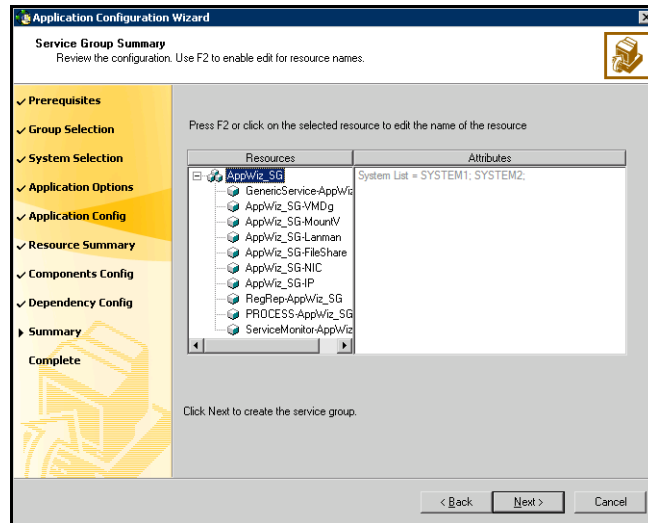 Application Configuration Wizard
Service Group Summary
Review the configuration. Use F2 to enable edit for resource names.
Prerequisites
Group Selection
System Selection
Application Options
Application Config
Resource Summary
Components Config
Dependency Config
Summary
Complete
Press F2 or click on the selected resource to edit the name of the resource
Resources Attributes
AppWiz_SG System List = SYSTEM1; SYSTEM2;
GenericService-AppWiz
AppWiz_SG-VMDg
AppWiz_SG-MountV
AppWiz_SG-Lanman
AppWiz_SG-FileShare
AppWiz_SG-NIC
AppWiz_SG-IP
RegRep-AppWiz_SG
PROCESS-AppWiz_SG
ServiceMonitor-AppWiz
Click Next to create the service group.
< Back Next > Cancel